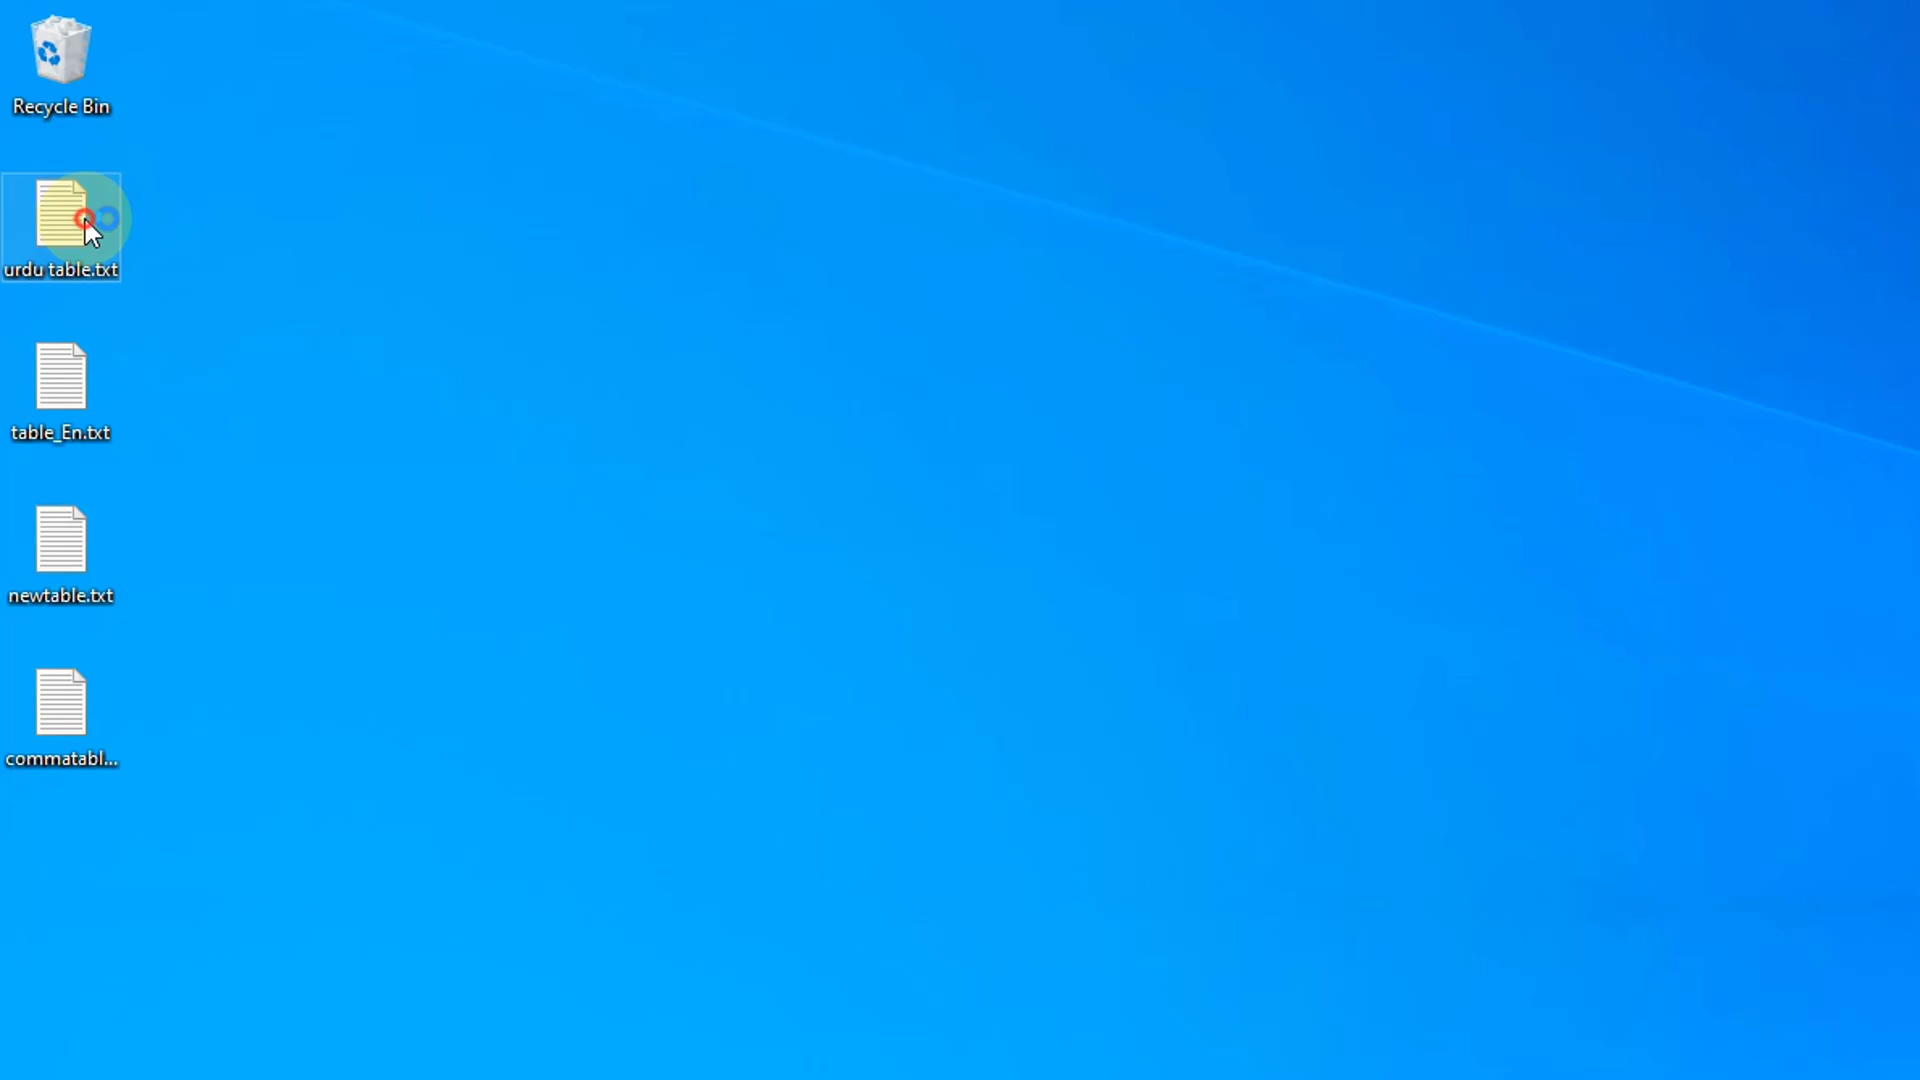 Recycle Bin
urdu table.txt
table_En.txt
newtable.txt
commatabl...